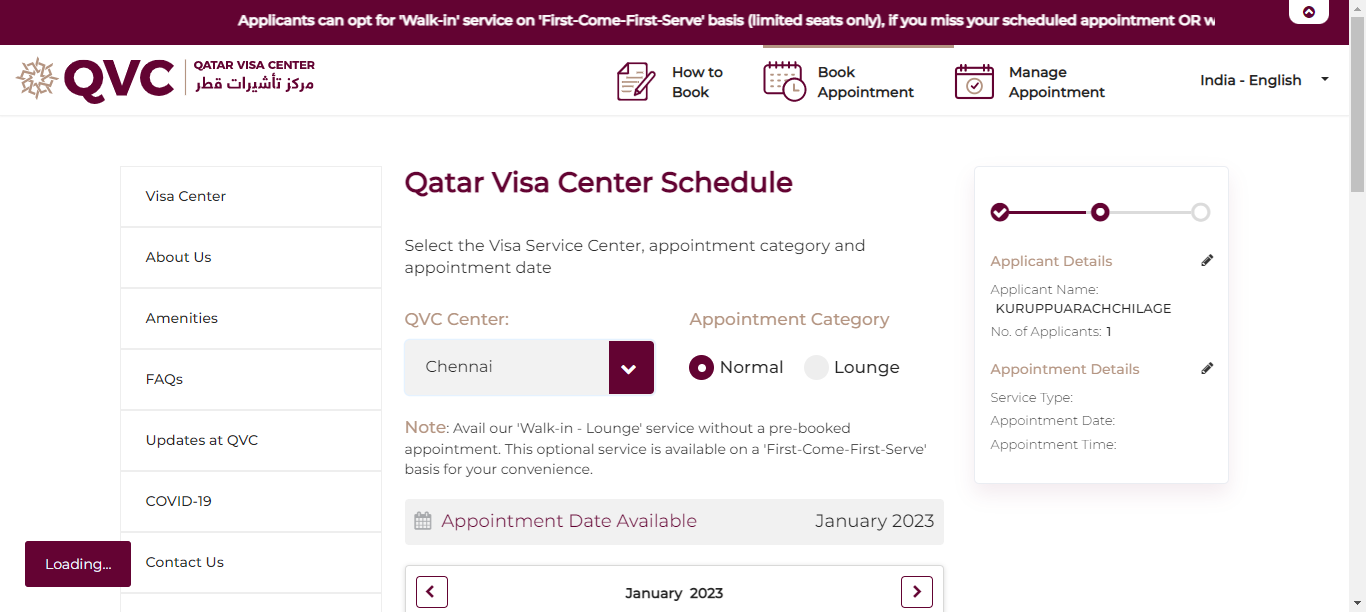 Applicants can opt for 'Walk-in' service on 'First-Come-First-Serve' basis (limited seats only), if you miss your scheduled appointment OR w
QVC
QATAR VISA CENTER
مركز تأشيرات قطر
How to
Book
Book
Appointment
Manage
Appointment
India - English
Visa Center
About Us
Amenities
FAQs
Updates at QVC
COVID-19
Contact Us
Loading...
Qatar Visa Center Schedule
Select the Visa Service Center, appointment category and
appointment date
QVC Center:
Appointment Category
Chennai
Normal
Lounge
Note: Avail our 'Walk-in - Lounge' service without a pre-booked
appointment. This optional service is available on a 'First-Come-First-Serve'
basis for your convenience.
Appointment Date Available
January 2023
January 2023
Applicant Details
Applicant Name:
KURUPPUARACHCHILAGE
No. of Applicants: 1
Appointment Details
Service Type:
Appointment Date:
Appointment Time: